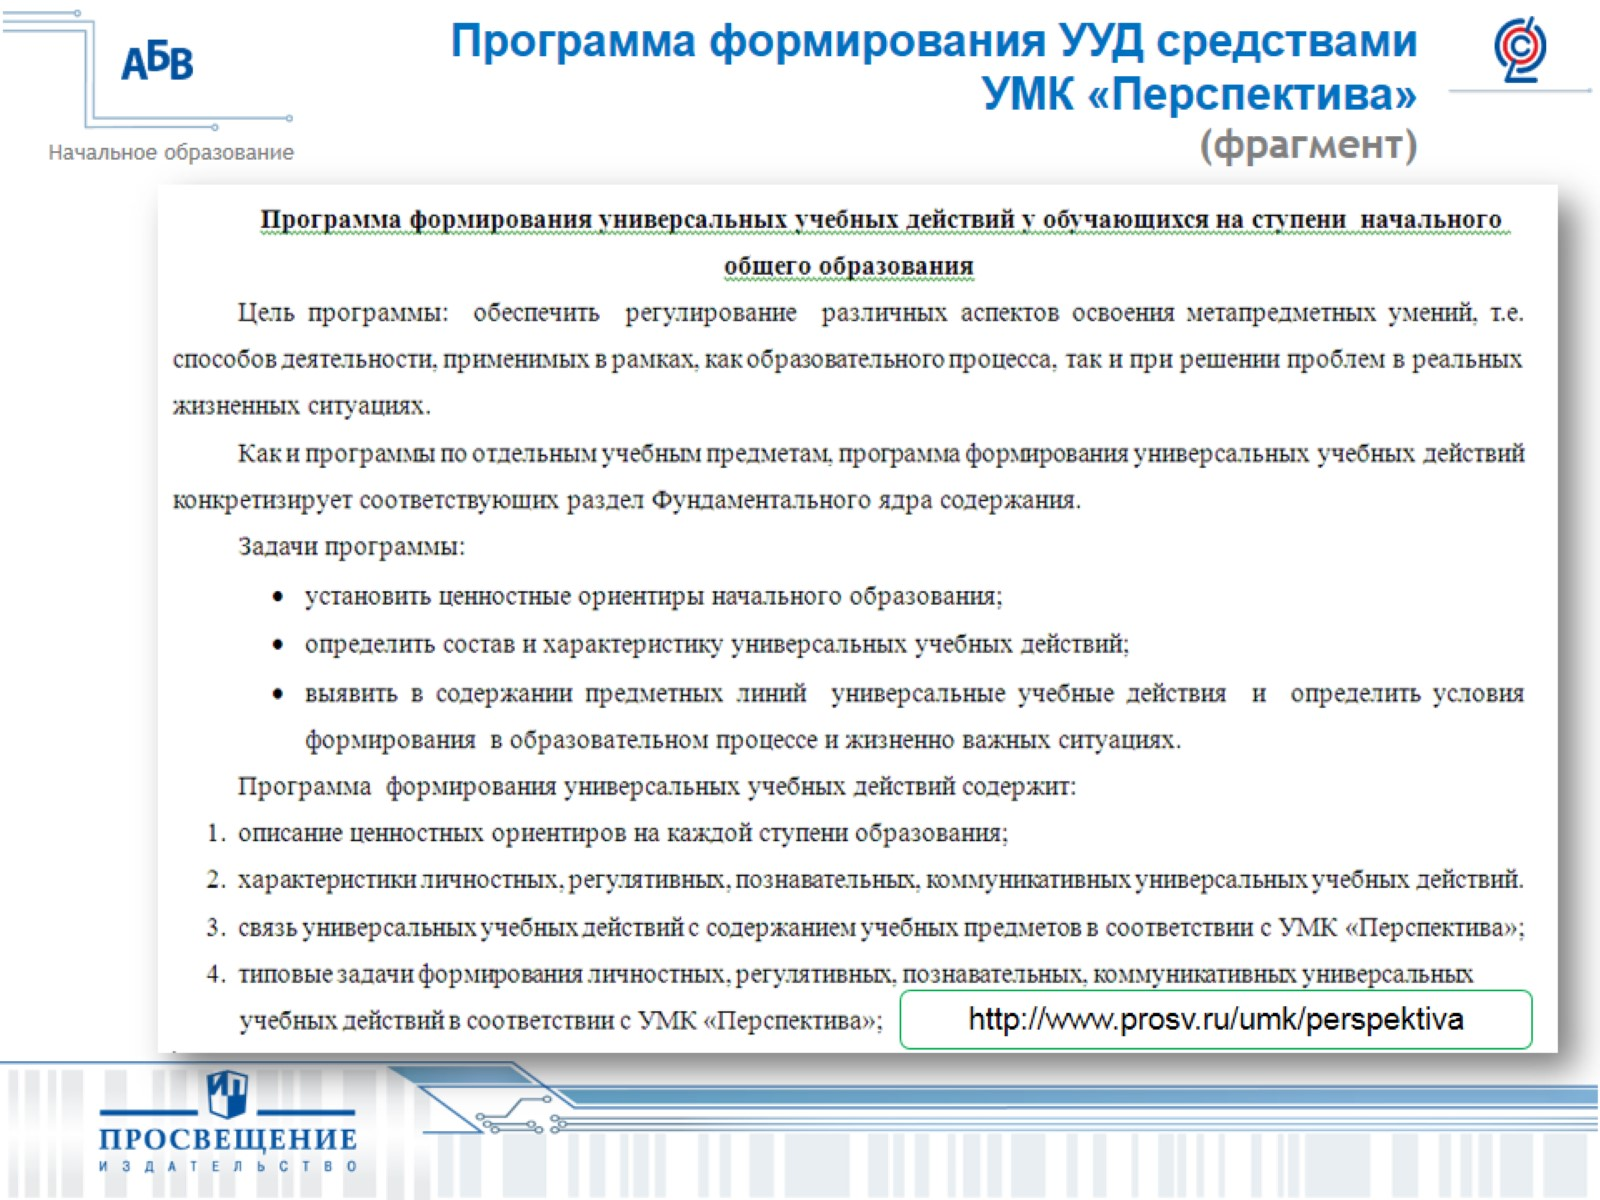 АБВ
Начальное образование
Программа формирования УУД средствами
УМК «Перспектива»
(фрагмент)
Программа формирования универсальных учебных действий у обучающихся на ступени начального
общего образования
Цель программы: обеспечить регулирование различных аспектов освоения метапредметных умений, т.е.
способов деятельности, применимых в рамках, как образовательного процесса, так и при решении проблем в реальных
жизненных ситуациях.
Как и программы по отдельным учебным предметам, программа формирования универсальных учебных действий
конкретизирует соответствующих раздел Фундаментального ядра содержания.
Задачи программы:
• установить ценностные ориентиры начального образования;
• определить состав и характеристику универсальных учебных действий;
• выявить в содержании предметных линий универсальные учебные действия и определить условия
формирования в образовательном процессе и жизненно важных ситуациях.
Программа формирования универсальных учебных действий содержит:
1. описание ценностных ориентиров на каждой ступени образования;
2. характеристики личностных, регулятивных, познавательных, коммуникативных универсальных учебных действий.
3. связь универсальных учебных действий с содержанием учебных предметов в соответствии с УМК «Перспектива»;
4. типовые задачи формирования личностных, регулятивных, познавательных, коммуникативных универсальных
учебных действий в соответствии с УМК «Перспектива»;
http://www.prosv.ru/umk/perspektiva
ИП
ПРОСВЕЩЕНИЕ
ИЗДАТЕЛЬСТВО